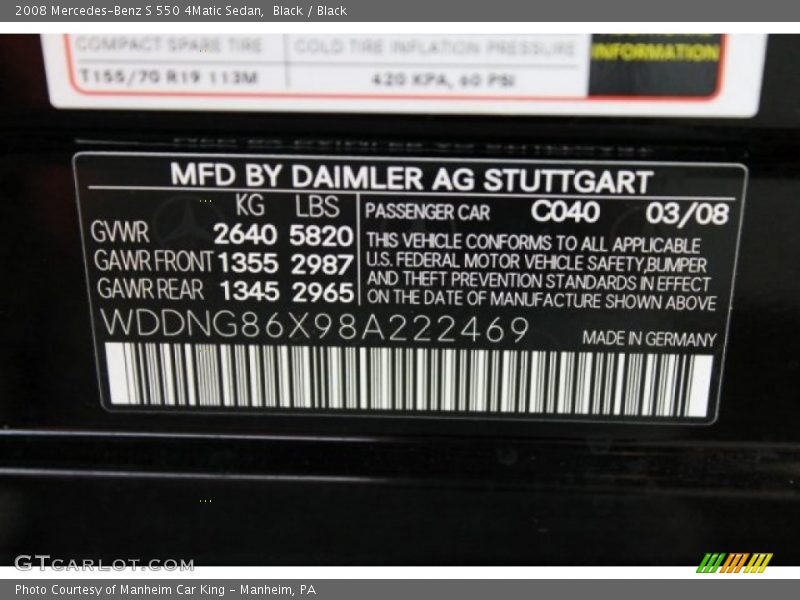 2008 Mercedes-Benz S 550 4Matic Sedan, Black / Black
COMPACT SPARE TIRE COLD TIRE INFLATION PRESSURE INFORMATION
T155/70 R19 113M 420 KPA, 60 PSI
MFD BY DAIMLER AG STUTTGART
KG LBS PASSENGER CAR C040 03/08
GVWR 2640 5820
GAWR FRONT 1355 2987
GAWR REAR 1345 2965
THIS VEHICLE CONFORMS TO ALL APPLICABLE
U.S. FEDERAL MOTOR VEHICLE SAFETY,BUMPER
AND THEFT PREVENTION STANDARDS IN EFFECT
ON THE DATE OF MANUFACTURE SHOWN ABOVE
WDDNG86X98A222469 MADE IN GERMANY
GTCARLOT.COM
Photo Courtesy of Manheim Car King - Manheim, PA